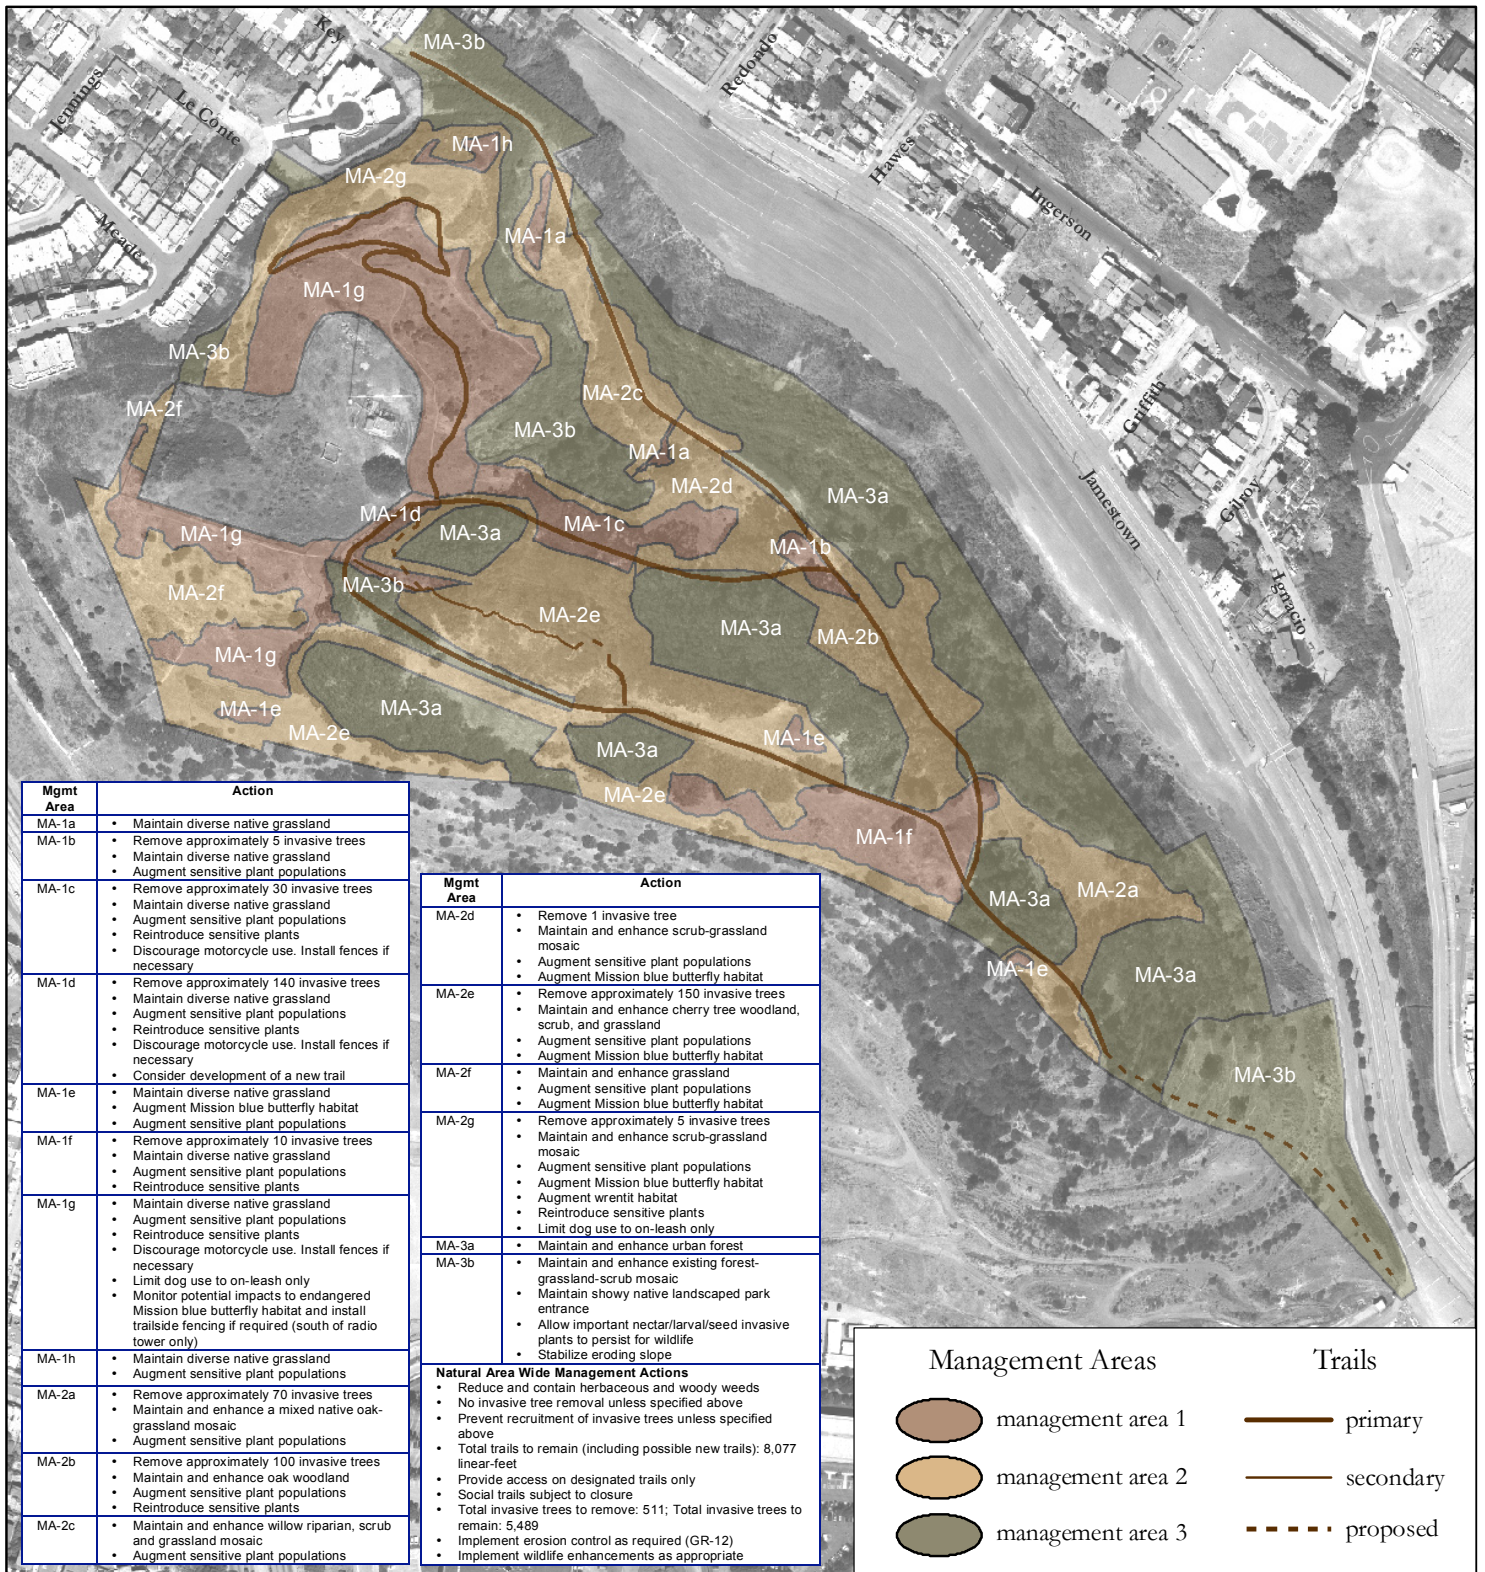 Key
MA-3b
Redondo
Jennings
Le Conte
MA-1h
Hawes
MA-2g
Ingerson
MA-1a
Meade
MA-1g
MA-3b
MA-2c
MA-2f
Griffith
MA-3b
MA-1a
MA-2d
MA-3a
Gilroy
Jamestown
MA-1d
MA-1c
MA-3a
MA-1g
MA-1b
MA-3b
MA-2f
MA-2e
MA-3a
MA-2b
Ignacio
MA-1g
MA-1e
MA-3a
MA-2e
MA-1e
MA-3a
MA-2e
MA-1f
MA-2a
MA-3a
MA-1e
MA-3a
MA-3b
Mgmt Area Action
MA-1a • Maintain diverse native grassland
MA-1b • Remove approximately 5 invasive trees
• Maintain diverse native grassland
• Augment sensitive plant populations
MA-1c • Remove approximately 30 invasive trees
• Maintain diverse native grassland
• Augment sensitive plant populations
• Reintroduce sensitive plants
• Discourage motorcycle use. Install fences if
necessary
MA-1d • Remove approximately 140 invasive trees
• Maintain diverse native grassland
• Augment sensitive plant populations
• Reintroduce sensitive plants
• Discourage motorcycle use. Install fences if
necessary
• Consider development of a new trail
MA-1e • Maintain diverse native grassland
• Augment Mission blue butterfly habitat
• Augment sensitive plant populations
MA-1f • Remove approximately 10 invasive trees
• Maintain diverse native grassland
• Augment sensitive plant populations
• Reintroduce sensitive plants
MA-1g • Maintain diverse native grassland
• Augment sensitive plant populations
• Reintroduce sensitive plants
• Discourage motorcycle use. Install fences if
necessary
• Limit dog use to on-leash only
• Monitor potential impacts to endangered
Mission blue butterfly habitat and install
trailside fencing if required (south of radio
tower only)
MA-1h • Maintain diverse native grassland
• Augment sensitive plant populations
MA-2a • Remove approximately 70 invasive trees
• Maintain and enhance a mixed native oak-
grassland mosaic
• Augment sensitive plant populations
MA-2b • Remove approximately 100 invasive trees
• Maintain and enhance oak woodland
• Augment sensitive plant populations
• Reintroduce sensitive plants
MA-2c • Maintain and enhance willow riparian, scrub
and grassland mosaic
• Augment sensitive plant populations
Mgmt Area Action
MA-2d • Remove 1 invasive tree
• Maintain and enhance scrub-grassland
mosaic
• Augment sensitive plant populations
• Augment Mission blue butterfly habitat
MA-2e • Remove approximately 150 invasive trees
• Maintain and enhance cherry tree woodland,
scrub, and grassland
• Augment sensitive plant populations
• Augment Mission blue butterfly habitat
MA-2f • Maintain and enhance grassland
• Augment sensitive plant populations
• Augment Mission blue butterfly habitat
MA-2g • Remove approximately 5 invasive trees
• Maintain and enhance scrub-grassland
mosaic
• Augment sensitive plant populations
• Augment Mission blue butterfly habitat
• Augment wrentit habitat
• Reintroduce sensitive plants
• Limit dog use to on-leash only
MA-3a • Maintain and enhance urban forest
MA-3b • Maintain and enhance existing forest-
grassland-scrub mosaic
• Maintain showy native landscaped park
entrance
• Allow important nectar/larval/seed invasive
plants to persist for wildlife
• Stabilize eroding slope
Natural Area Wide Management Actions
• Reduce and contain herbaceous and woody weeds
• No invasive tree removal unless specified above
• Prevent recruitment of invasive trees unless specified
above
• Total trails to remain (including possible new trails): 8,077
linear-feet
• Provide access on designated trails only
• Social trails subject to closure
• Total invasive trees to remove: 511; Total invasive trees to
remain: 5,489
• Implement erosion control as required (GR-12)
• Implement wildlife enhancements as appropriate
Management Areas Trails
management area 1 primary
management area 2 secondary
management area 3 proposed